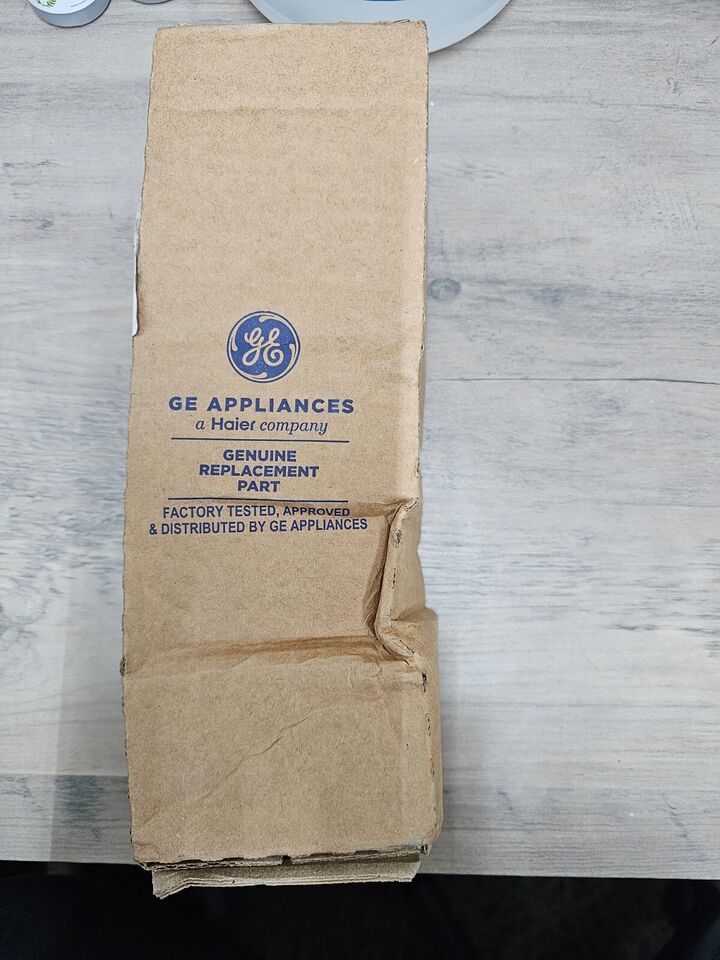 GE
GE APPLIANCES
a Haier company
GENUINE
REPLACEMENT
PART
FACTORY TESTED, APPROVED
& DISTRIBUTED BY GE APPLIANCES